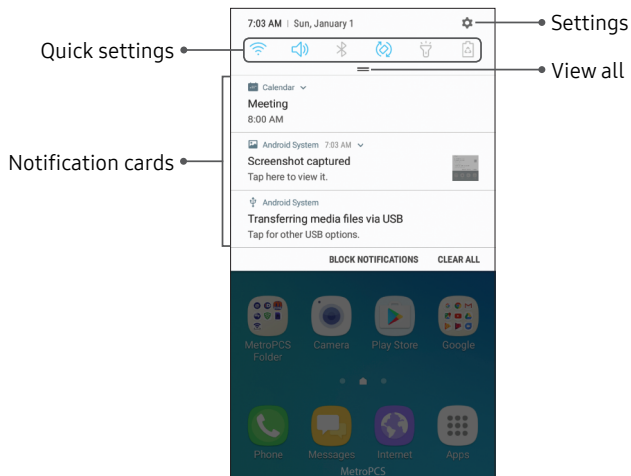 7:03 AM | Sun, January 1
Settings
Quick settings
View all
Calendar
Meeting
8:00 AM
Notification cards
Android System 7:03 AM
Screenshot captured
Tap here to view it.
Android System
Transferring media files via USB
Tap for other USB options.
BLOCK NOTIFICATIONS CLEAR ALL
MetroPCS Folder
Camera
Play Store
Google
Phone
Messages
Internet
Apps
MetroPCS